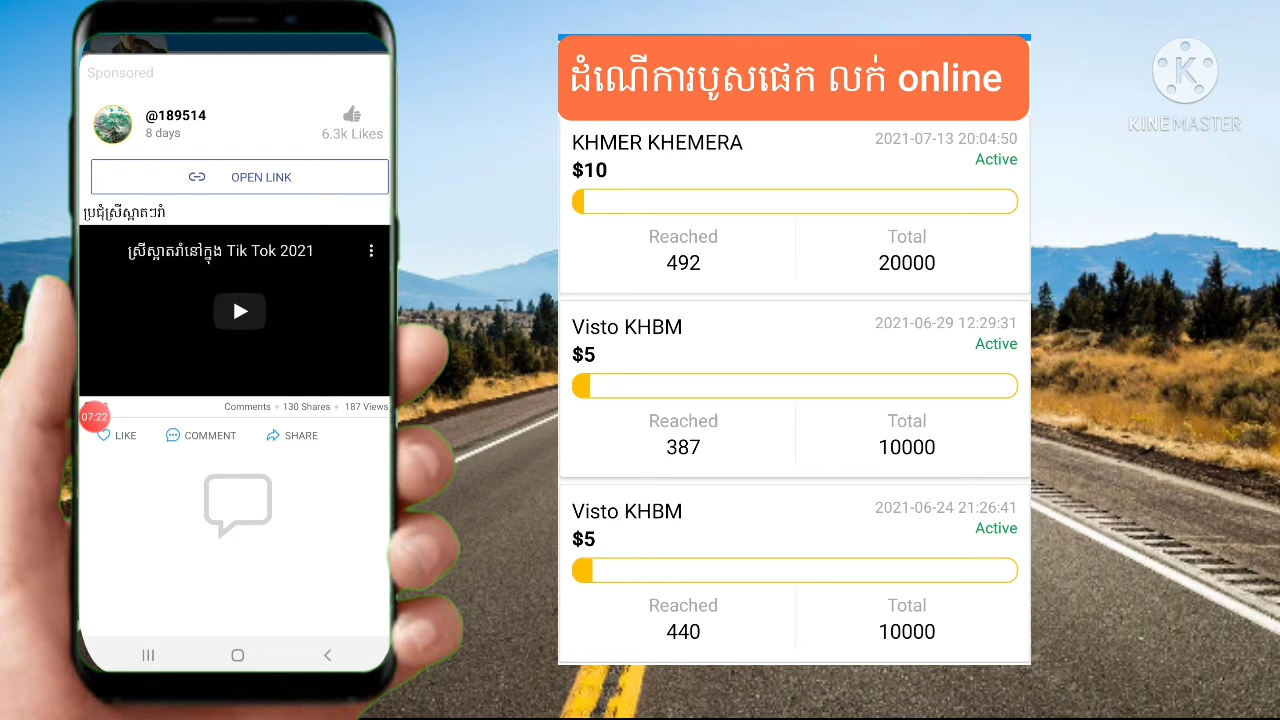 Sponsored
@189514
8 days
6.3k Likes
OPEN LINK
ប្រជុំស្រីស្អាតៗរាំ
ស្រីស្អាតរាំនៅក្នុង Tik Tok 2021
Comments • 130 Shares • 187 Views
07:22
LIKE
COMMENT
SHARE
ដំណើការបូសផេក លក់ online
KHMER KHEMERA
2021-07-13 20:04:50
$10
Active
Reached
Total
492
20000
Visto KHBM
2021-06-29 12:29:31
$5
Active
Reached
Total
387
10000
Visto KHBM
2021-06-24 21:26:41
$5
Active
Reached
Total
440
10000
K
KINEMASTER